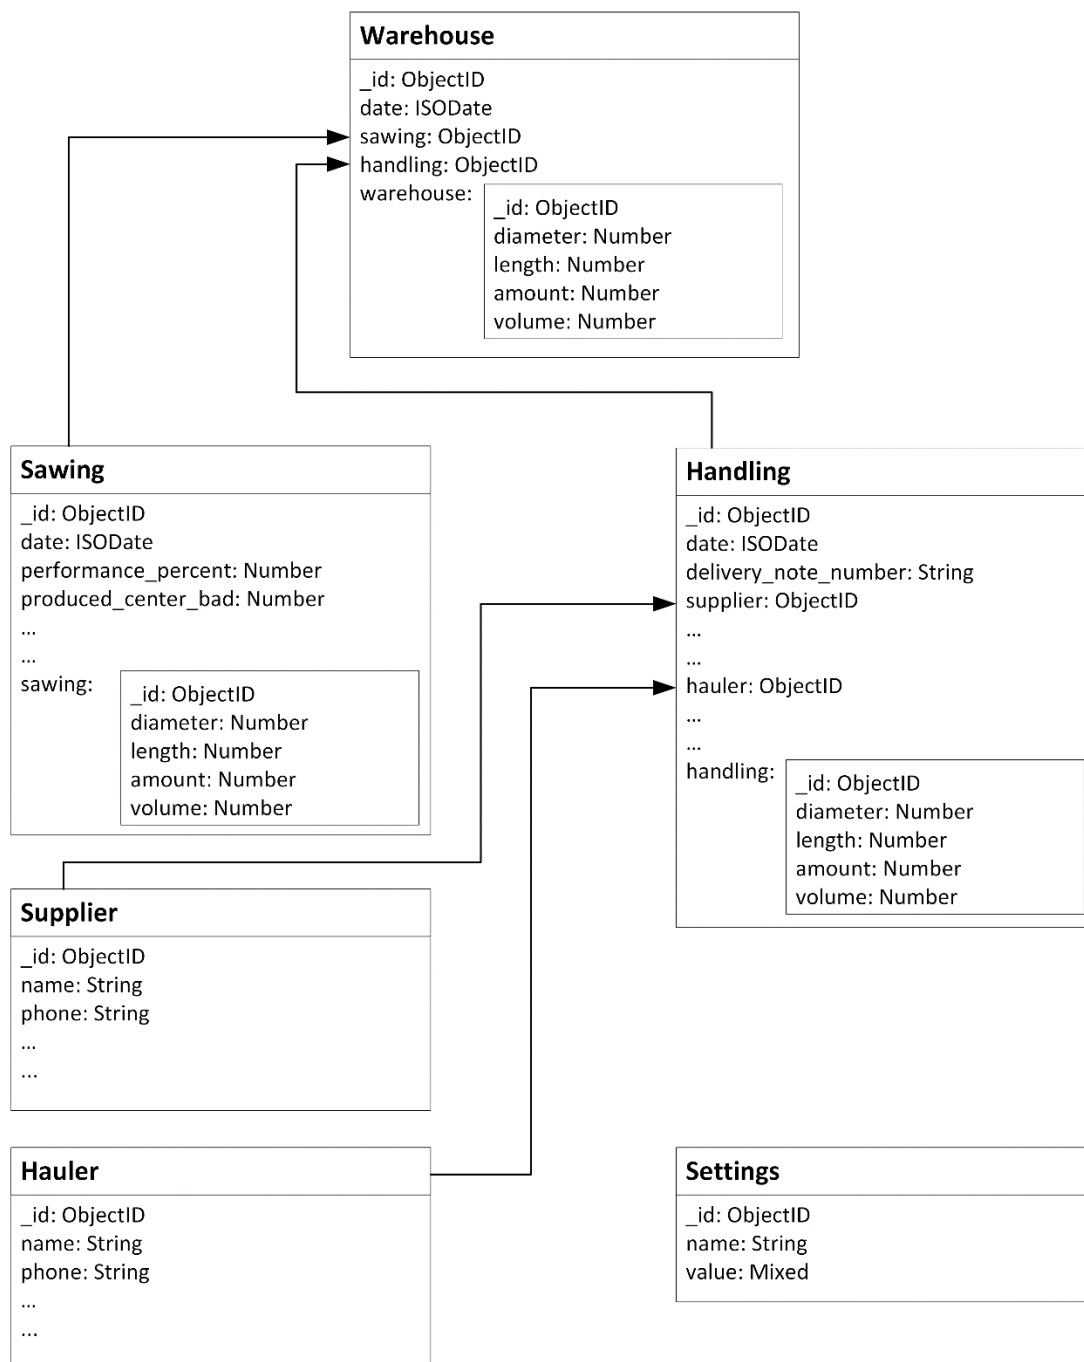 Warehouse
_id: ObjectID
date: ISODate
sawing: ObjectID
handling: ObjectID
warehouse:
_id: ObjectID
diameter: Number
length: Number
amount: Number
volume: Number
Sawing
_id: ObjectID
date: ISODate
performance_percent: Number
produced_center_bad: Number
...
...
sawing:
_id: ObjectID
diameter: Number
length: Number
amount: Number
volume: Number
Handling
_id: ObjectID
date: ISODate
delivery_note_number: String
supplier: ObjectID
...
...
hauler: ObjectID
...
...
handling:
_id: ObjectID
diameter: Number
length: Number
amount: Number
volume: Number
Supplier
_id: ObjectID
name: String
phone: String
...
...
Hauler
_id: ObjectID
name: String
phone: String
...
...
Settings
_id: ObjectID
name: String
value: Mixed